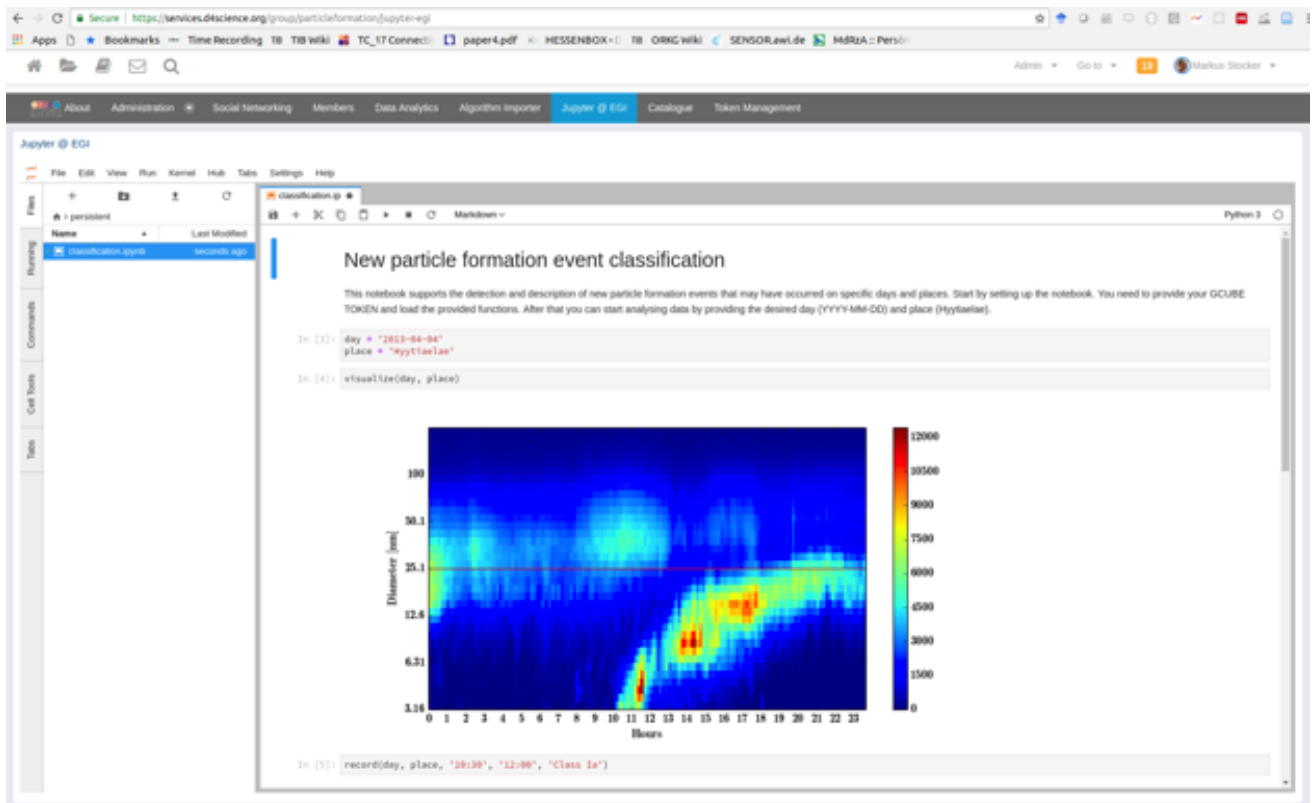 Secure | https://services.d4science.org/group/particleformation/jupyter-egi
Apps Bookmarks Time Recording TIB TIB Wiki TC_17 Connecti paper4.pdf HESSENBOX - D TIB ORKG Wiki SENSOR.awi.de MdRzA :: Persön
Admin Go to 15 Markus Stocker
About Administration Social Networking Members Data Analytics Algorithm Importer Jupyter @ EGI Catalogue Token Management
Jupyter @ EGI
File Edit View Run Kernel Hub Tabs Settings Help
Files
Running
Commands
Cell Tools
Tabs
> persistent
Name Last Modified
classification.ipynb seconds ago
classification.ip
Markdown Python 3
New particle formation event classification
This notebook supports the detection and description of new particle formation events that may have occurred on specific days and places. Start by setting up the notebook. You need to provide your GCUBE
TOKEN and load the provided functions. After that you can start analysing data by providing the desired day (YYYY-MM-DD) and place (Hyytiaelae).
In [3]: day = "2013-04-04"
place = "Hyytiaelae"
In [4]: visualize(day, place)
Diameter [nm]
100
50.1
25.1
12.6
6.31
3.16
0 1 2 3 4 5 6 7 8 9 10 11 12 13 14 15 16 17 18 19 20 21 22 23
Hours
12000
10500
9000
7500
6000
4500
3000
1500
0
In [5]: record(day, place, "10:30", "12:00", "Class Ia")